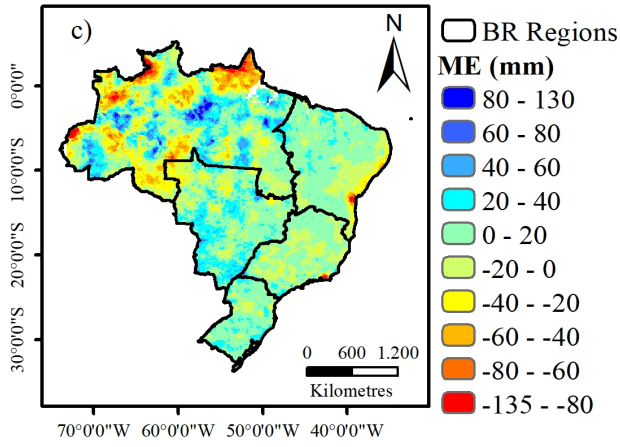 c)
N
BR Regions
ME (mm)
80 - 130
60 - 80
40 - 60
20 - 40
0 - 20
-20 - 0
-40 - -20
-60 - -40
-80 - -60
-135 - -80
0°0'0"
10°0'0"S
20°0'0"S
30°0'0"S
0 600 1.200
Kilometres
70°0'0"W 60°0'0"W 50°0'0"W 40°0'0"W